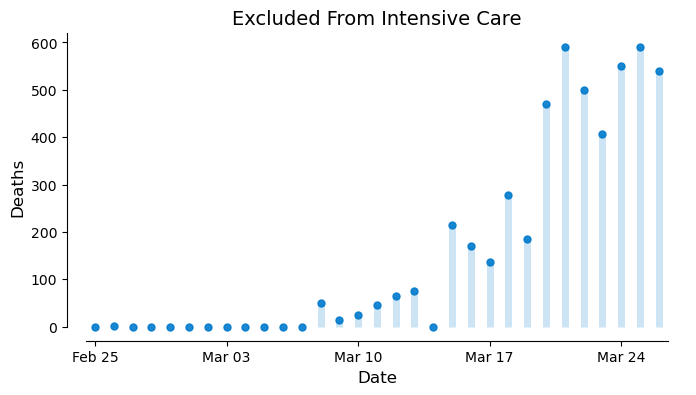 Excluded From Intensive Care
600
500
400
300
200
100
0
Deaths
Feb 25
Mar 03
Mar 10
Mar 17
Mar 24
Date